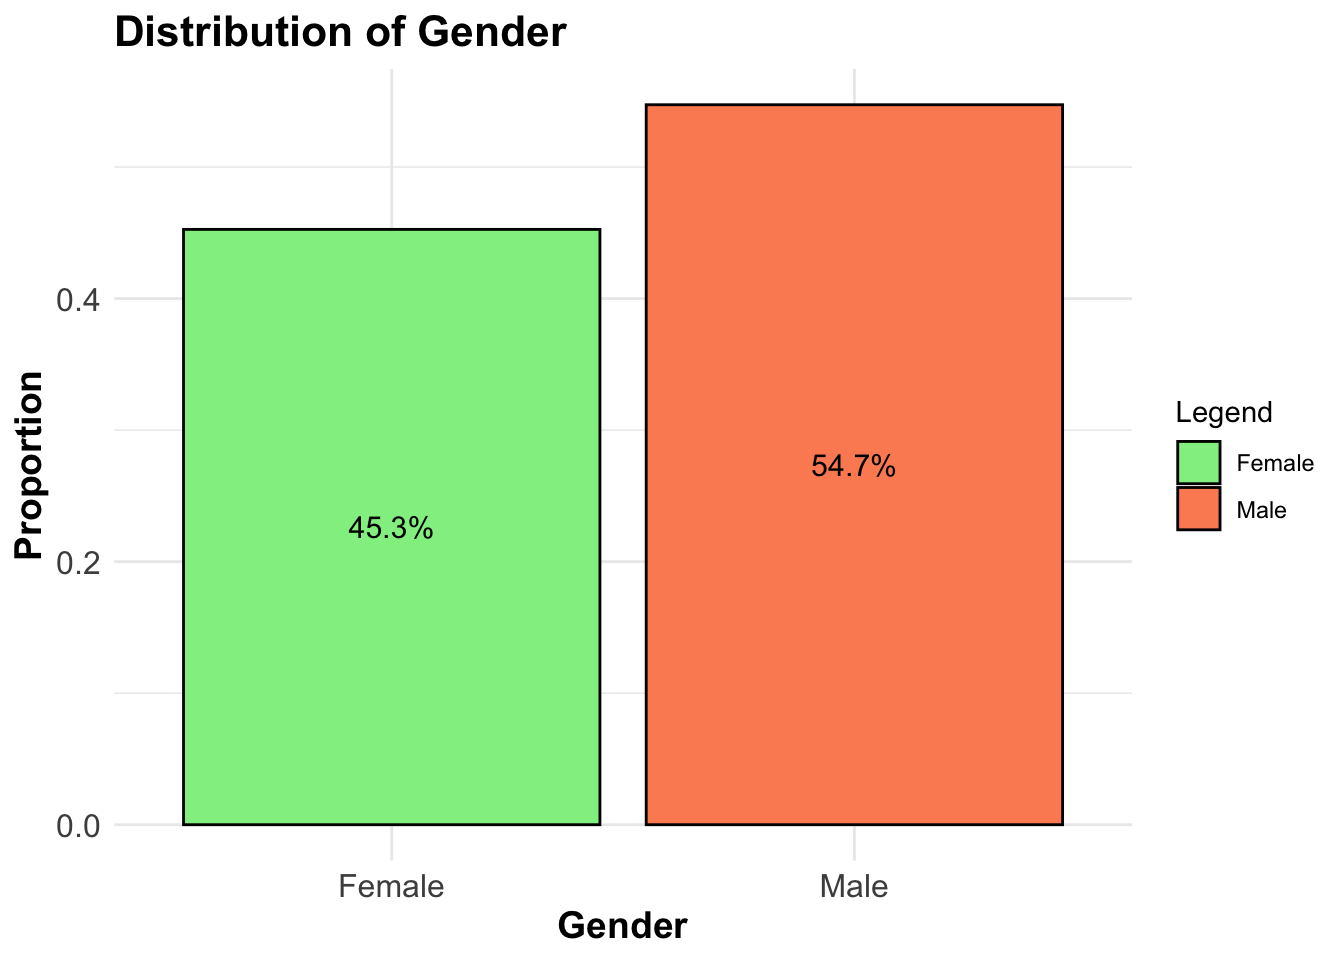 Distribution of Gender
Proportion
0.4
0.2
0.0
45.3%
54.7%
Female
Male
Gender
Legend
Female
Male